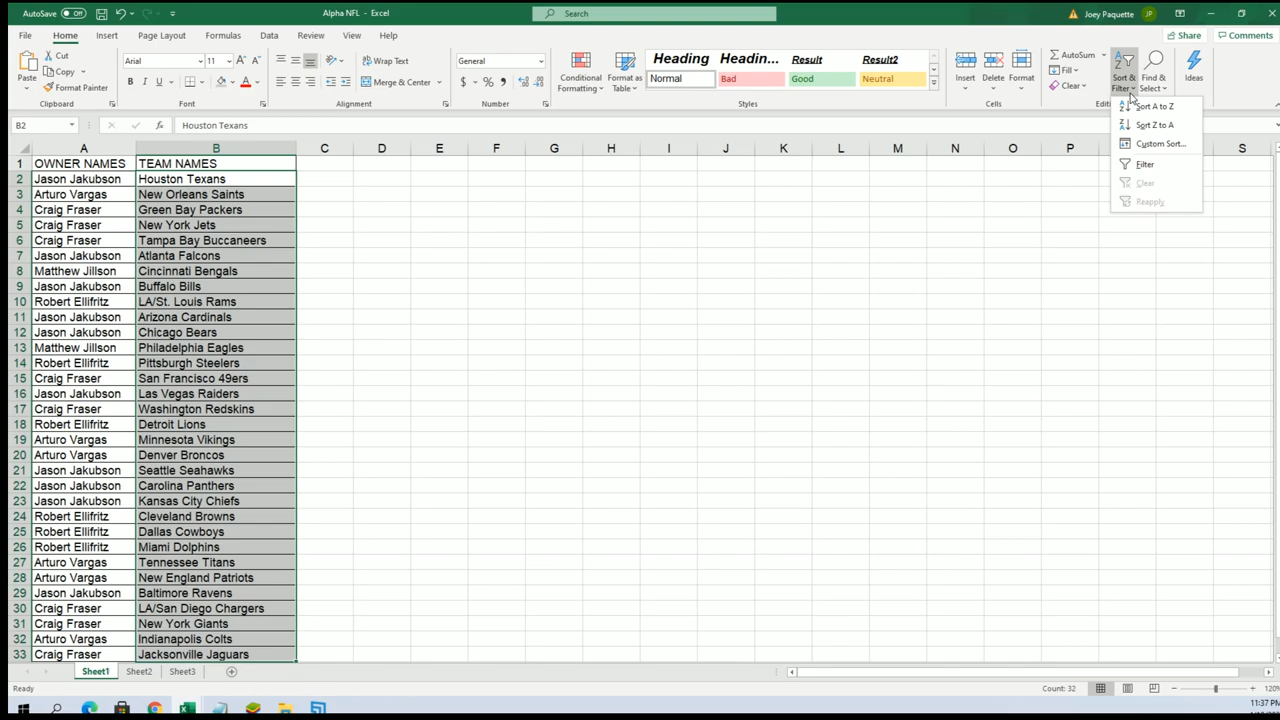 AutoSave Off
Alpha NFL - Excel
Search
Joey Paquette JP
File Home Insert Page Layout Formulas Data Review View Help
Share Comments
Paste Cut Copy Format Painter
Clipboard
Arial 11
B I U A
Font
Wrap Text
Merge & Center
Alignment
General
$ % 9
Number
Conditional Formatting
Format as Table
Heading Headin... Result Result2
Normal Bad Good Neutral
Styles
Insert Delete Format
Cells
AutoSum
Fill
Clear
Sort & Filter
Find & Select
Ideas
Sort A to Z
Sort Z to A
Custom Sort...
Filter
Clear
Reapply
B2 fx Houston Texans
A B C D E F G H I J K L M N O P S
1 OWNER NAMES TEAM NAMES
2 Jason Jakubson Houston Texans
3 Arturo Vargas New Orleans Saints
4 Craig Fraser Green Bay Packers
5 Craig Fraser New York Jets
6 Craig Fraser Tampa Bay Buccaneers
7 Jason Jakubson Atlanta Falcons
8 Matthew Jillson Cincinnati Bengals
9 Jason Jakubson Buffalo Bills
10 Robert Ellifritz LA/St. Louis Rams
11 Jason Jakubson Arizona Cardinals
12 Jason Jakubson Chicago Bears
13 Matthew Jillson Philadelphia Eagles
14 Robert Ellifritz Pittsburgh Steelers
15 Craig Fraser San Francisco 49ers
16 Jason Jakubson Las Vegas Raiders
17 Craig Fraser Washington Redskins
18 Robert Ellifritz Detroit Lions
19 Arturo Vargas Minnesota Vikings
20 Arturo Vargas Denver Broncos
21 Jason Jakubson Seattle Seahawks
22 Jason Jakubson Carolina Panthers
23 Jason Jakubson Kansas City Chiefs
24 Robert Ellifritz Cleveland Browns
25 Robert Ellifritz Dallas Cowboys
26 Robert Ellifritz Miami Dolphins
27 Arturo Vargas Tennessee Titans
28 Arturo Vargas New England Patriots
29 Jason Jakubson Baltimore Ravens
30 Craig Fraser LA/San Diego Chargers
31 Craig Fraser New York Giants
32 Arturo Vargas Indianapolis Colts
33 Craig Fraser Jacksonville Jaguars
Sheet1 Sheet2 Sheet3
Ready
Count: 32
120%
11:37 PM